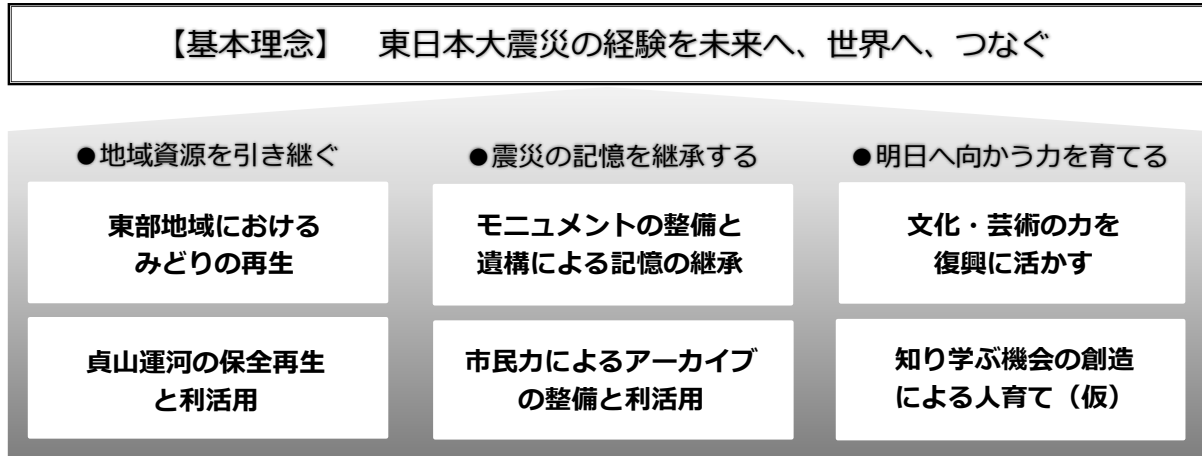 【基本理念】　東日本大震災の経験を未来へ、世界へ、つなぐ
●地域資源を引き継ぐ
東部地域における
みどりの再生
貞山運河の保全再生
と利活用
●震災の記憶を継承する
モニュメントの整備と
遺構による記憶の継承
市民力によるアーカイブ
の整備と利活用
●明日へ向かう力を育てる
文化・芸術の力を
復興に活かす
知り学ぶ機会の創造
による人育て（仮）